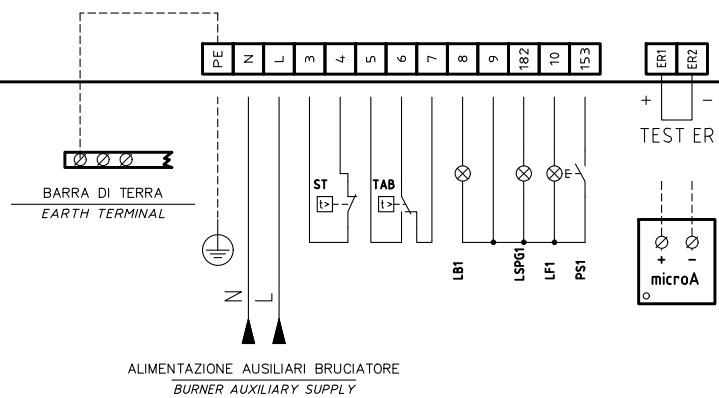 PE N L 3 4 5 6 7 8 9 182 10 153 ER1 ER2
+ −
TEST ER
BARRA DI TERRA
EARTH TERMINAL
ST
t>
TAB
t>
E
LB1
LSPG1
LF1
PS1
+ −
microA
N
L
ALIMENTAZIONE AUSILIARI BRUCIATORE
BURNER AUXILIARY SUPPLY